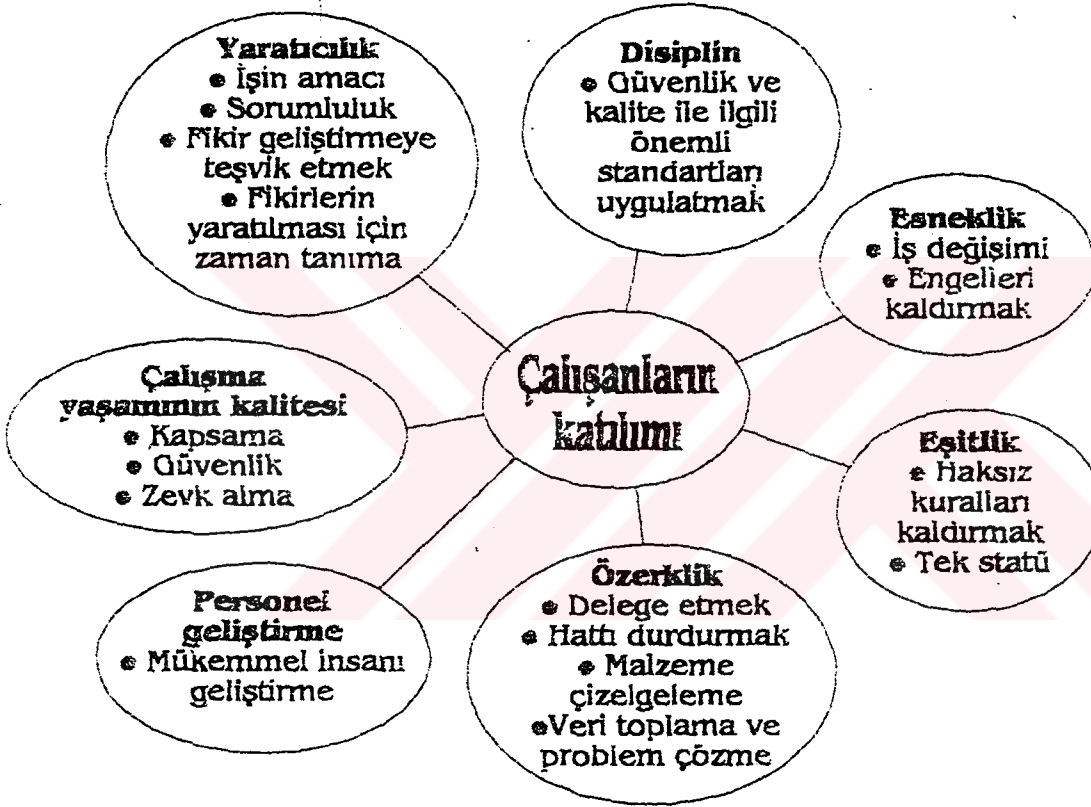 Yaratıcılık
● İşin amacı
● Sorumluluk
● Fikir geliştirmeye
teşvik etmek
● Fikirlerin
yaratılması için
zaman tanıma
Disiplin
● Güvenlik ve
kalite ile ilgili
önemli
standartları
uygulatmak
Esneklik
● İş değişimi
● Engelleri
kaldırmak
Çalışanların
katılımı
Çalışma
yaşamının kalitesi
● Kapsama
● Güvenlik
● Zevk alma
Eşitlik
● Haksız
kuralları
kaldırmak
● Tek statü
Personel
geliştirme
● Mükemmel insanı
geliştirme
Özerklik
● Delege etmek
● Hattı durdurmak
● Malzeme
çizelgeleme
●Veri toplama ve
problem çözme